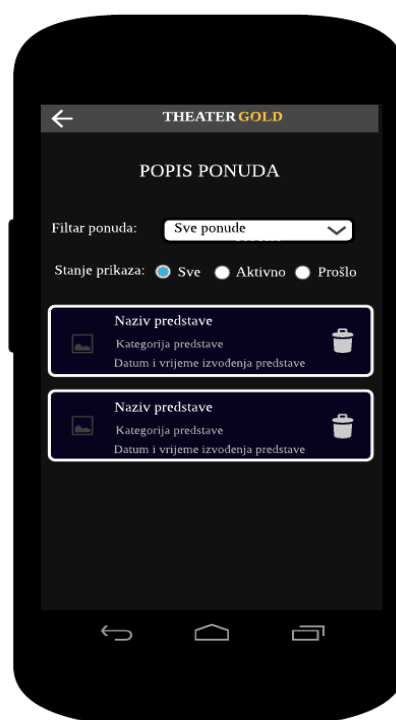 THEATER GOLD
POPIS PONUDA
Filtar ponuda: Sve ponude
Stanje prikaza: Sve Aktivno Prošlo
Naziv predstave
Kategorija predstave
Datum i vrijeme izvođenja predstave
Naziv predstave
Kategorija predstave
Datum i vrijeme izvođenja predstave